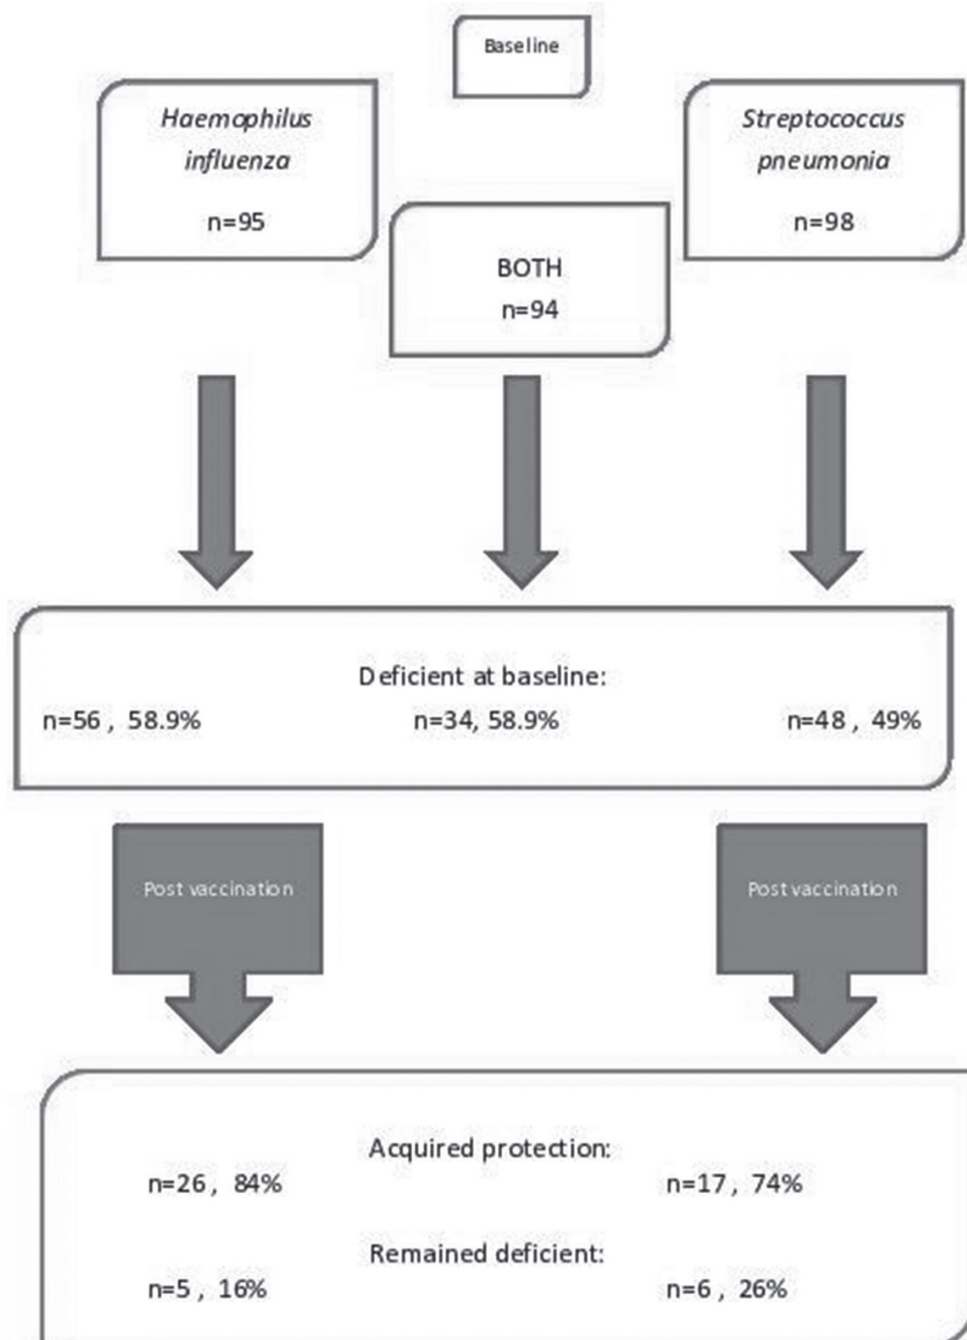 Baseline
Haemophilus
influenza
n=95
Streptococcus
pneumonia
n=98
BOTH
n=94
Deficient at baseline:
n=56 , 58.9%
n=34, 58.9%
n=48 , 49%
Post vaccination
Post vaccination
Acquired protection:
n=26 , 84%
n=17 , 74%
Remained deficient:
n=5 , 16%
n=6 , 26%